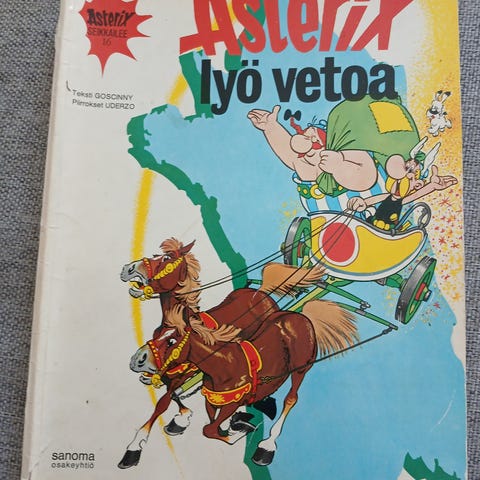 Asterix
SEIKKAILEE
16
Asterix
lyö vetoa
Teksti GOSCINNY
Piirrokset UDERZO
sanoma
osakeyhtiö